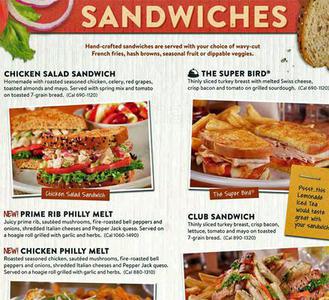 SANDWICHES
Hand-crafted sandwiches are served with your choice of wavy-cut
French fries, hash browns, seasonal fruit or dippable veggies.
CHICKEN SALAD SANDWICH
Homemade with roasted seasoned chicken, celery, red grapes,
toasted almonds and mayo. Served with spring mix and tomato
on toasted 7-grain bread. (Cal 690-1120)
Chicken Salad Sandwich
NEW! PRIME RIB PHILLY MELT
Juicy prime rib, sautéed mushrooms, fire-roasted bell peppers
and onions, shredded Italian cheeses and Pepper Jack queso. Served
on a hoagie roll grilled with garlic and herbs. (Cal 1060-1490)
NEW! CHICKEN PHILLY MELT
Roasted seasoned chicken, sautéed mushrooms, fire-roasted bell peppers
and onions, shredded Italian cheeses and Pepper Jack queso.
Served on a hoagie roll grilled with garlic and herbs. (Cal 880-1310)
THE SUPER BIRD®
Thinly sliced turkey breast with melted Swiss cheese,
crisp bacon and tomato on grilled sourdough. (Cal 690-1120)
The Super Bird®
CLUB SANDWICH
Thinly sliced turkey breast, crisp bacon,
lettuce, tomato and mayo on toasted
7-grain bread. (Cal 890-1320)
Pssst, this
Lemonade
Iced Tea
would taste
great with
your sandwich